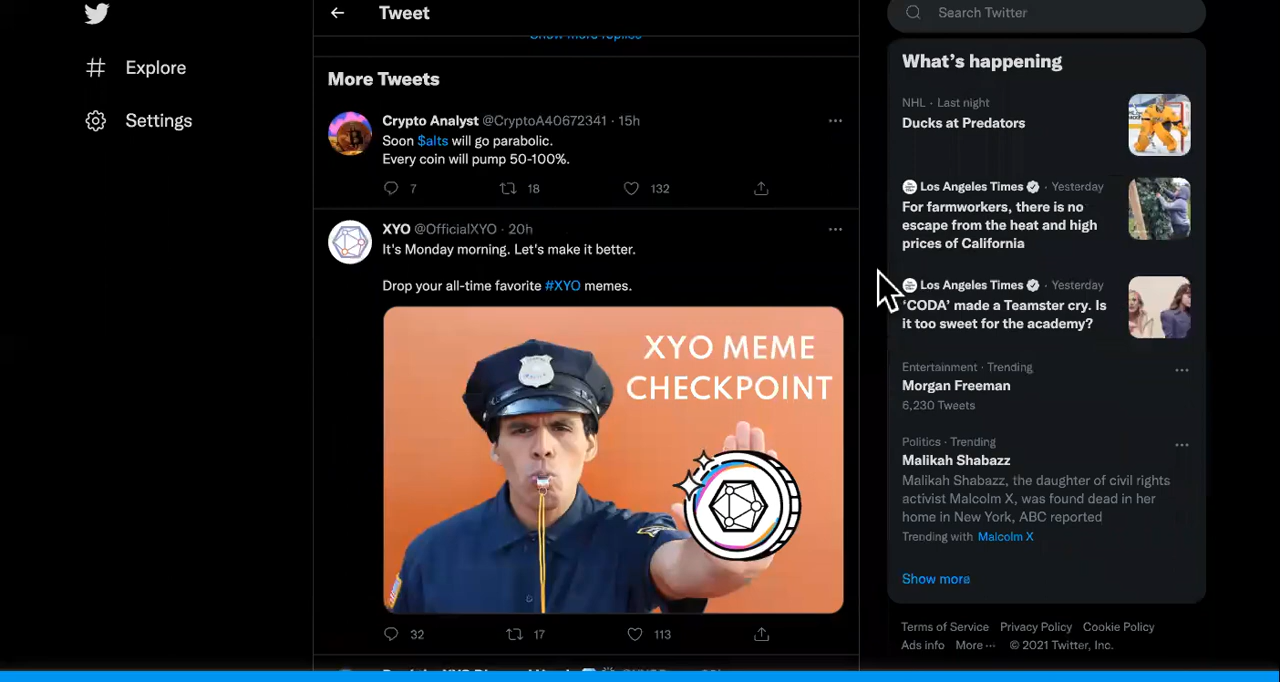 Tweet
Explore
Settings
Show more replies
More Tweets
Crypto Analyst @CryptoA40672341 · 15h
Soon $alts will go parabolic.
Every coin will pump 50-100%.
7 18 132
XYO @OfficialXYO · 20h
It's Monday morning. Let's make it better.
Drop your all-time favorite #XYO memes.
XYO MEME
CHECKPOINT
32 17 113
Search Twitter
What's happening
NHL · Last night
Ducks at Predators
Los Angeles Times · Yesterday
For farmworkers, there is no
escape from the heat and high
prices of California
Los Angeles Times · Yesterday
'CODA' made a Teamster cry. Is
it too sweet for the academy?
Entertainment · Trending
Morgan Freeman
6,230 Tweets
Politics · Trending
Malikah Shabazz
Malikah Shabazz, the daughter of civil rights
activist Malcolm X, was found dead in her
home in New York, ABC reported
Trending with Malcolm X
Show more
Terms of Service Privacy Policy Cookie Policy
Ads info More ··· © 2021 Twitter, Inc.